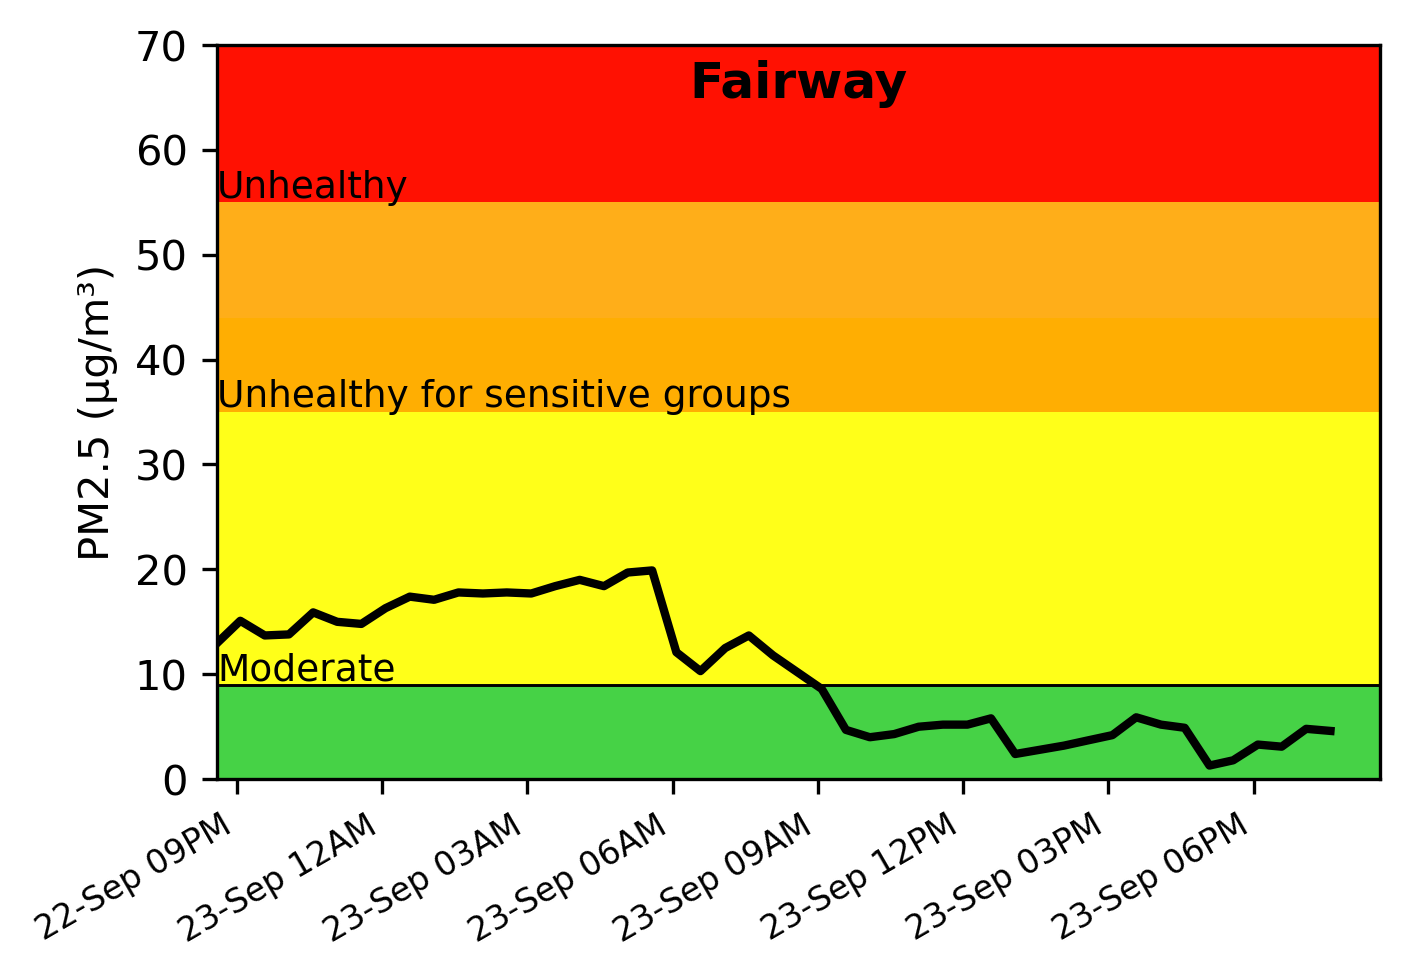 Fairway
70
60
50
40
30
20
10
0
PM2.5 (µg/m³)
Unhealthy
Unhealthy for sensitive groups
Moderate
22-Sep 09PM
23-Sep 12AM
23-Sep 03AM
23-Sep 06AM
23-Sep 09AM
23-Sep 12PM
23-Sep 03PM
23-Sep 06PM